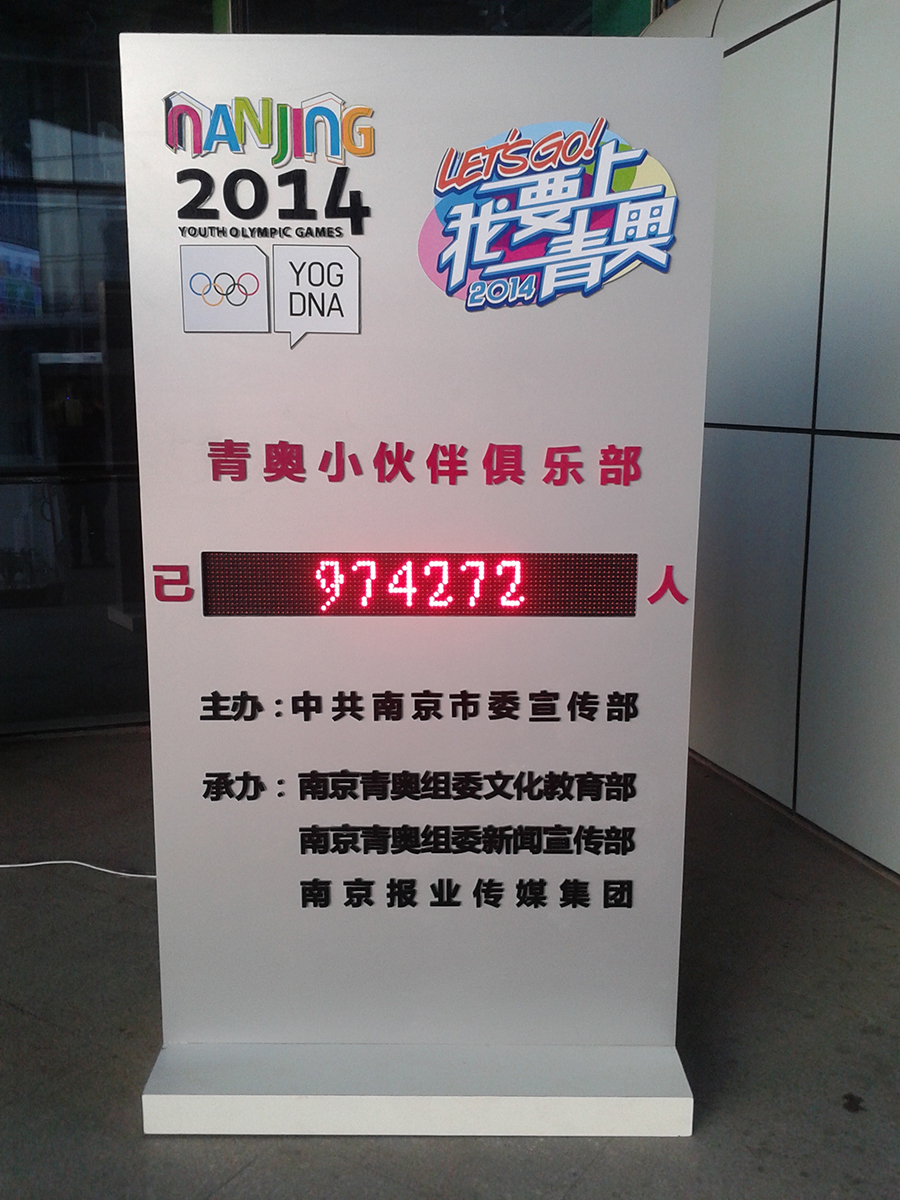 NANJING
2014
YOUTH OLYMPIC GAMES
YOG
DNA
LET'S GO!
我要上
青奥
2014
青奥小伙伴俱乐部
已 974272 人
主办:中共南京市委宣传部
承办:南京青奥组委文化教育部
南京青奥组委新闻宣传部
南京报业传媒集团